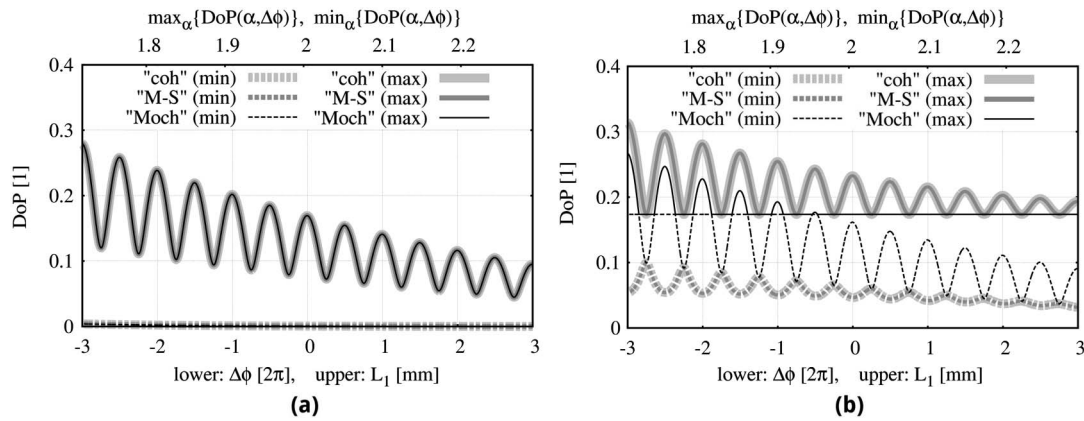 max_α{DoP(α,Δϕ)}, min_α{DoP(α,Δϕ)}
1.8 1.9 2 2.1 2.2
0.4
"coh" (min) "coh" (max)
"M-S" (min) "M-S" (max)
"Moch" (min) "Moch" (max)
0.3
0.2
0.1
0
DoP [1]
-3 -2 -1 0 1 2 3
lower: Δϕ [2π], upper: L₁ [mm]
(a)
max_α{DoP(α,Δϕ)}, min_α{DoP(α,Δϕ)}
1.8 1.9 2 2.1 2.2
0.4
"coh" (min) "coh" (max)
"M-S" (min) "M-S" (max)
"Moch" (min) "Moch" (max)
0.3
0.2
0.1
0
DoP [1]
-3 -2 -1 0 1 2 3
lower: Δϕ [2π], upper: L₁ [mm]
(b)